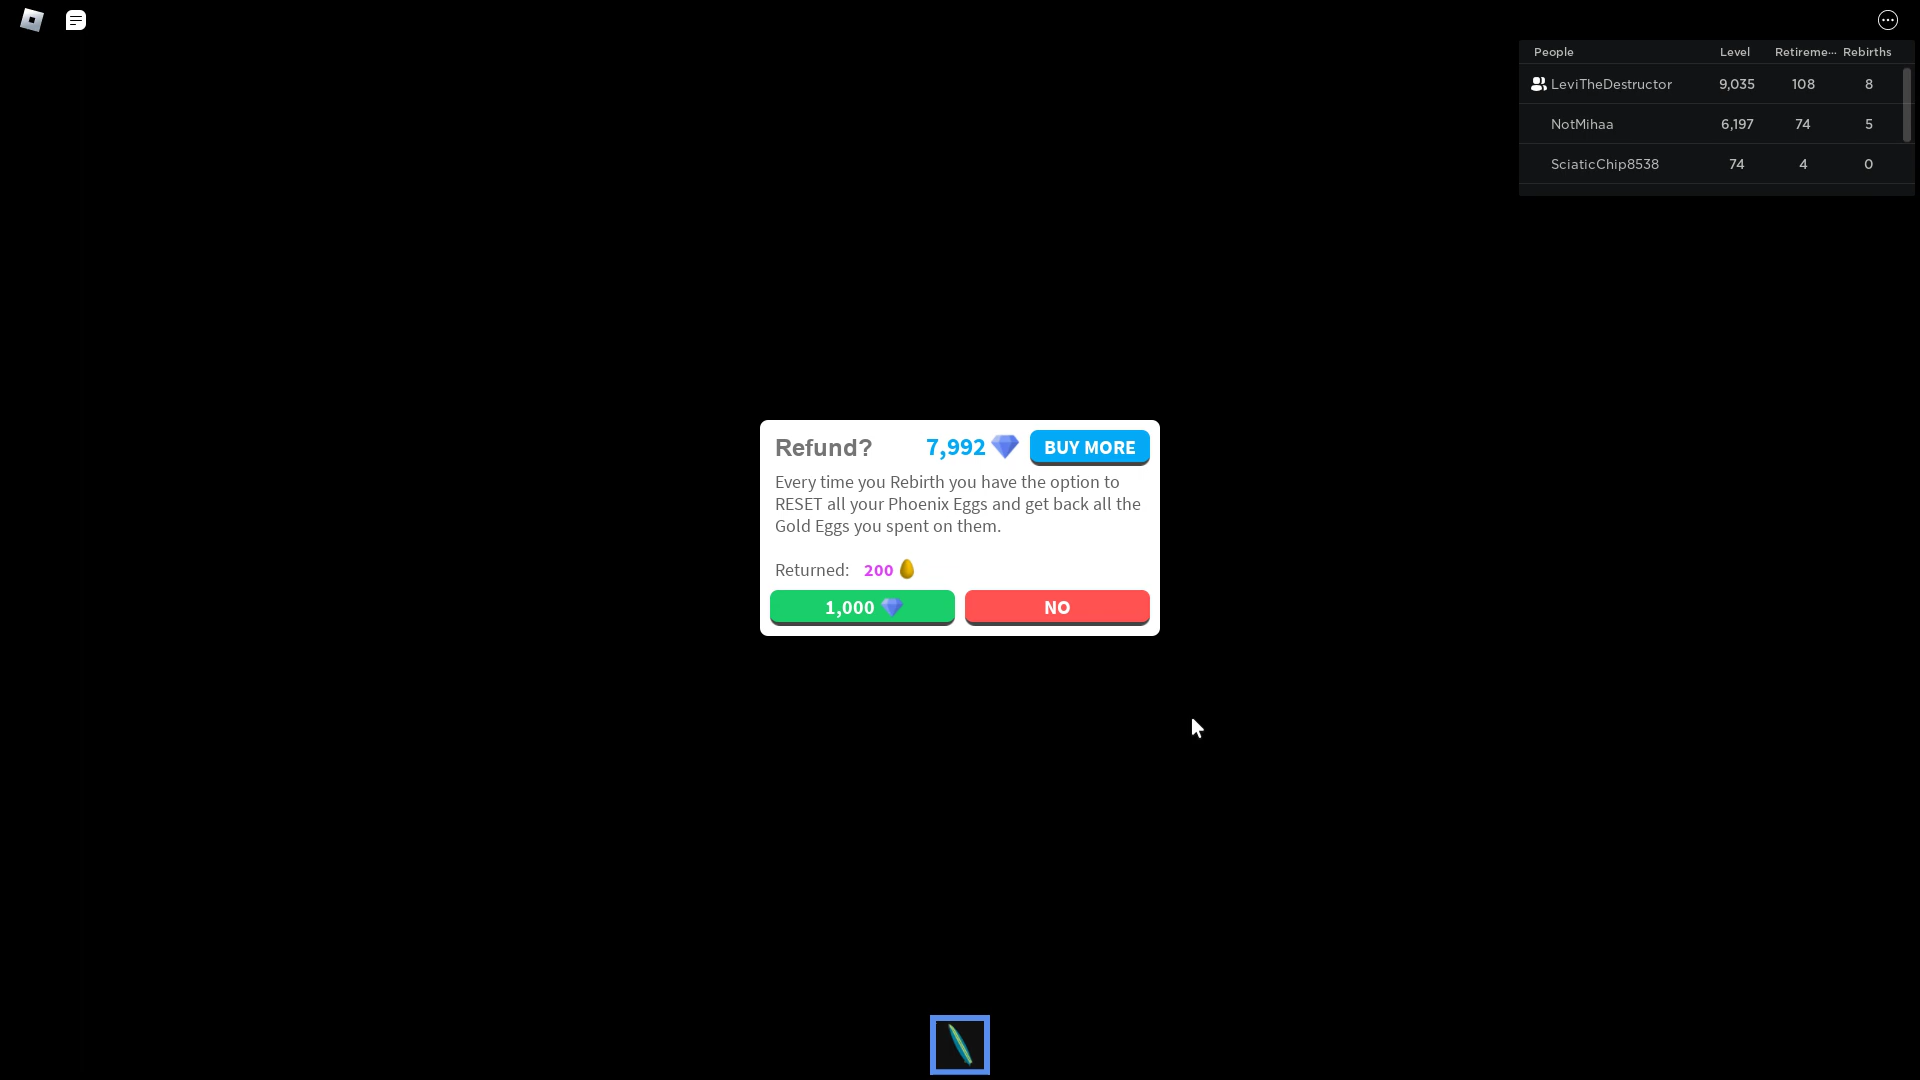 People Level Retireme... Rebirths
LeviTheDestructor 9,035 108 8
NotMihaa 6,197 74 5
SciaticChip8538 74 4 0
Refund? 7,992 BUY MORE
Every time you Rebirth you have the option to
RESET all your Phoenix Eggs and get back all the
Gold Eggs you spent on them.
Returned: 200
1,000 NO